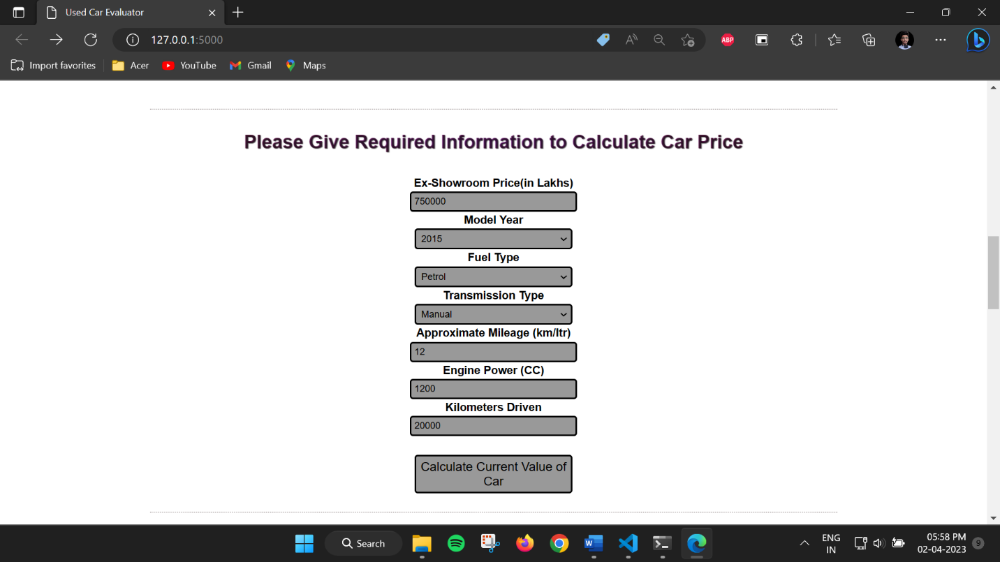 Used Car Evaluator
127.0.0.1:5000
ABP
Import favorites Acer YouTube Gmail Maps
Please Give Required Information to Calculate Car Price
Ex-Showroom Price(in Lakhs)
750000
Model Year
2015
Fuel Type
Petrol
Transmission Type
Manual
Approximate Mileage (km/ltr)
12
Engine Power (CC)
1200
Kilometers Driven
20000
Calculate Current Value of
Car
Search
ENG
IN
05:58 PM
02-04-2023
9